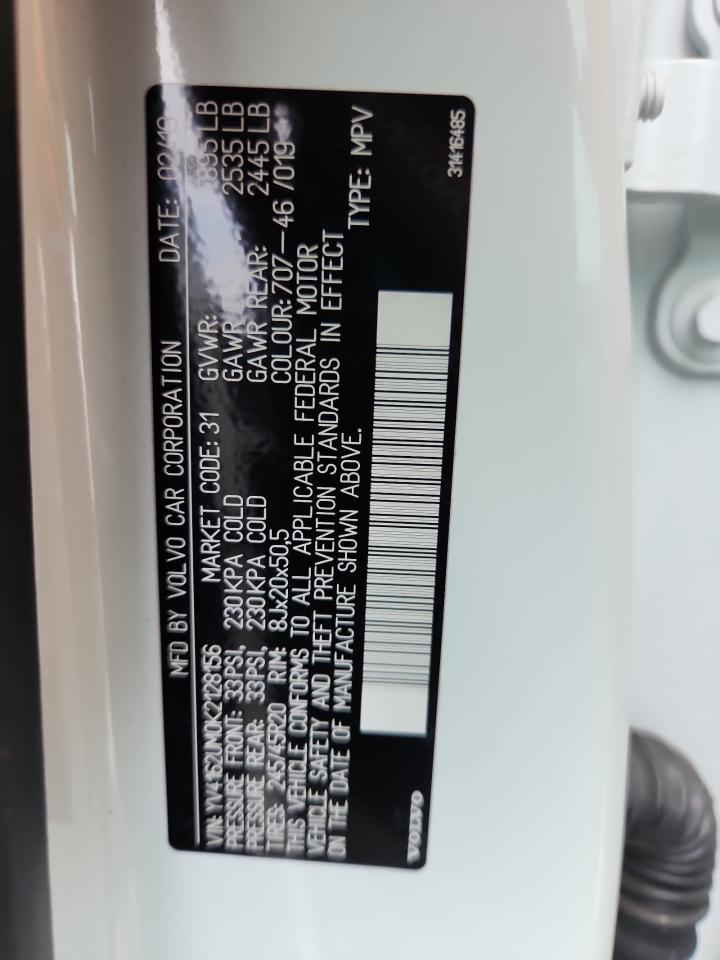 MFD BY VOLVO CAR CORPORATION DATE: 02/19
VIN: YV4162UM0K2128156 MARKET CODE: 31 GVWR: LB
PRESSURE FRONT: 33PSI, 230KPA COLD GAWR 2535 LB
PRESSURE REAR: 33PSI, 230KPA COLD GAWR REAR: 2445 LB
TIRES: 245/45R20 RIM: 8Jx20x50,5 COLOUR: 707–46 /019
THIS VEHICLE CONFORMS TO ALL APPLICABLE FEDERAL MOTOR
VEHICLE SAFETY AND THEFT PREVENTION STANDARDS IN EFFECT
ON THE DATE OF MANUFACTURE SHOWN ABOVE. TYPE: MPV
VOLVO 31416485